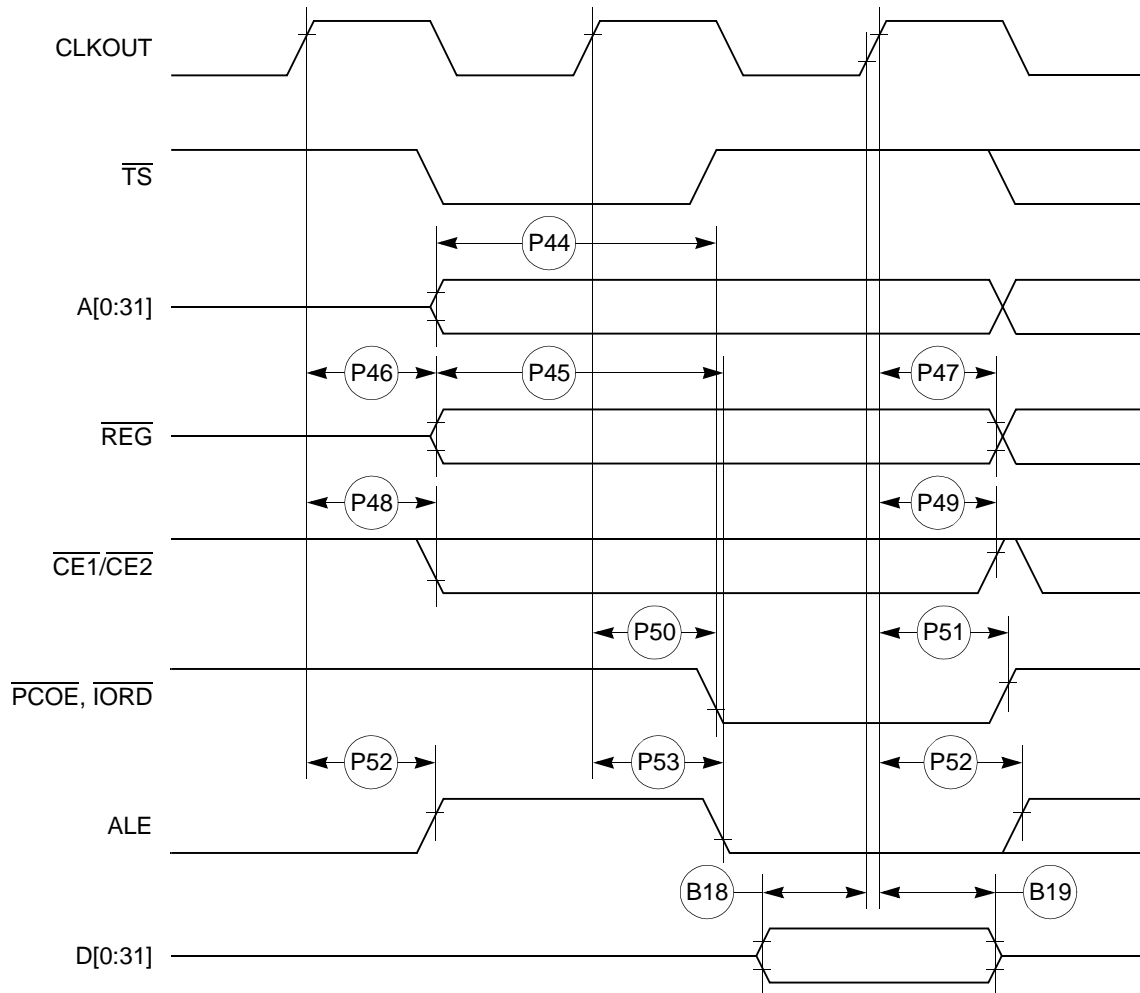 CLKOUT
TS
P44
A[0:31]
P46 P45 P47
REG
P48 P49
CE1/CE2
P50 P51
PCOE, IORD
P52 P53 P52
ALE
B18 B19
D[0:31]